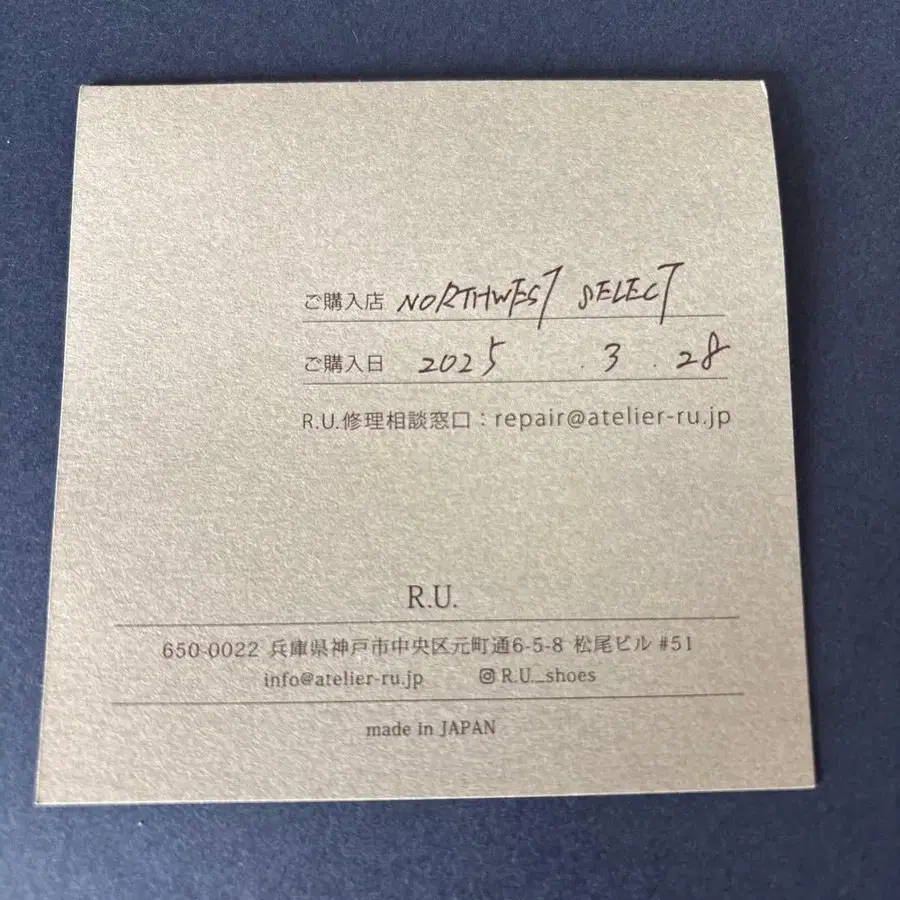 ご購入店 NORTHWEST SELECT
ご購入日 2025 . 3 . 28
R.U.修理相談窓口：repair@atelier-ru.jp
R.U.
650-0022 兵庫県神戸市中央区元町通6-5-8 松尾ビル #51
info@atelier-ru.jp R.U._shoes
made in JAPAN